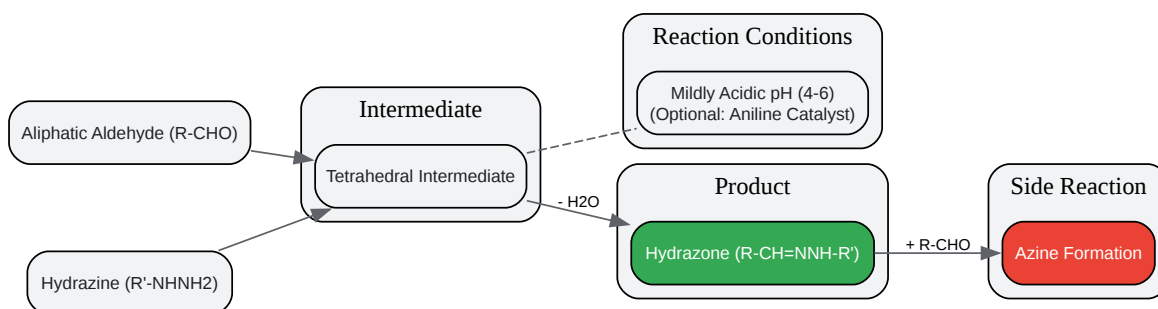 Reaction Conditions
Mildly Acidic pH (4-6)
(Optional: Aniline Catalyst)
Intermediate
Aliphatic Aldehyde (R-CHO)
Tetrahedral Intermediate
Product
Side Reaction
- H2O
Hydrazone (R-CH=NNH-R')
+ R-CHO
Azine Formation
Hydrazine (R'-NHNH2)